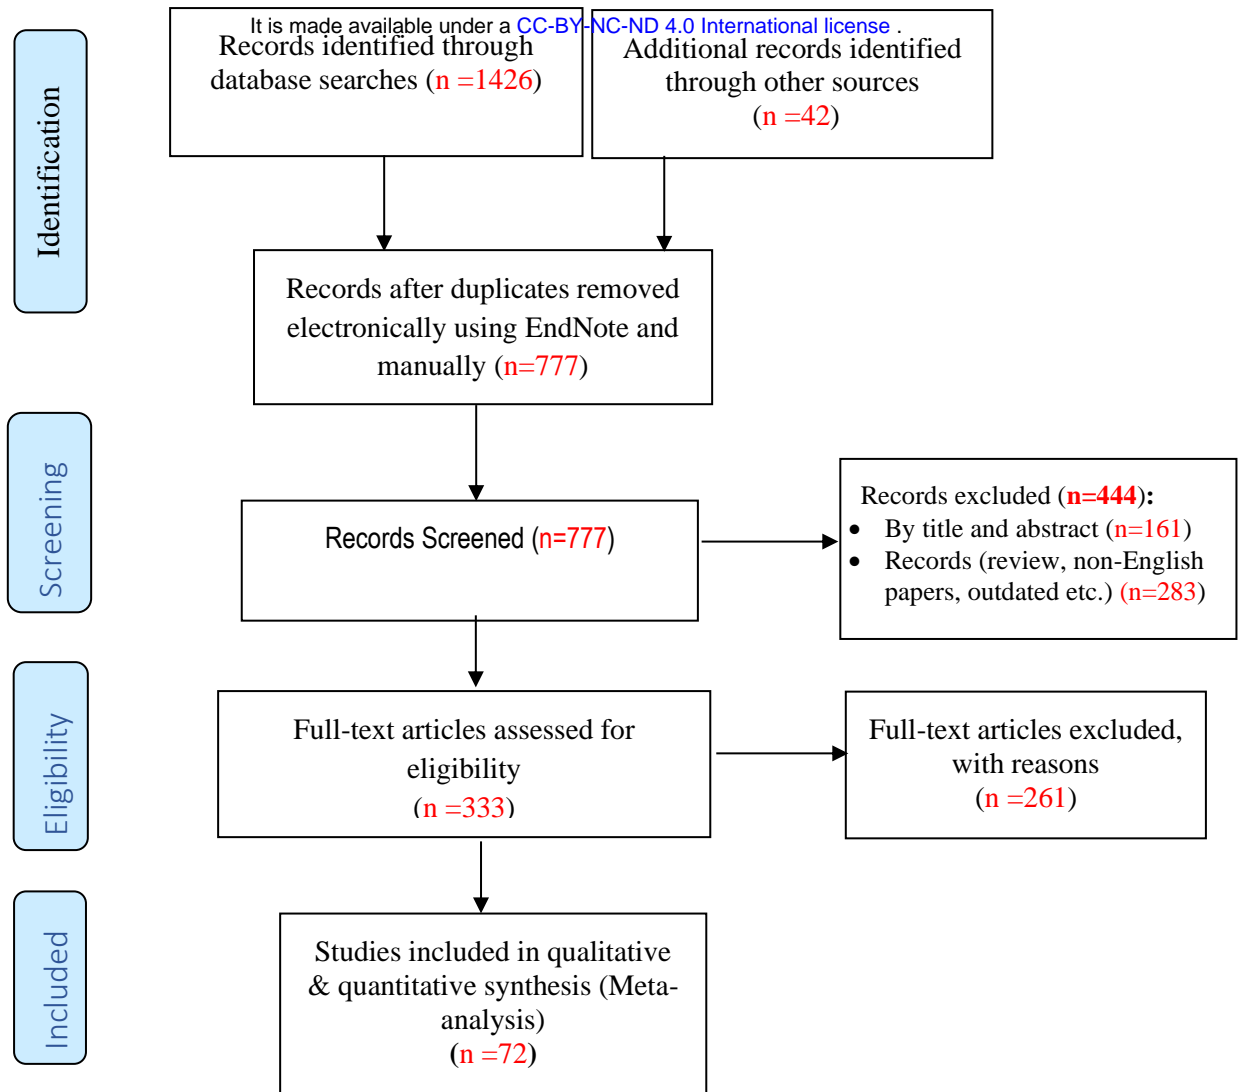 It is made available under a CC-BY-NC-ND 4.0 International license .
Identification
Records identified through
database searches (n =1426)
Additional records identified
through other sources
(n =42)
Records after duplicates removed
electronically using EndNote and
manually (n=777)
Screening
Records Screened (n=777)
Records excluded (n=444):
• By title and abstract (n=161)
• Records (review, non-English
papers, outdated etc.) (n=283)
Eligibility
Full-text articles assessed for
eligibility
(n =333)
Full-text articles excluded,
with reasons
(n =261)
Included
Studies included in qualitative
& quantitative synthesis (Meta-
analysis)
(n =72)